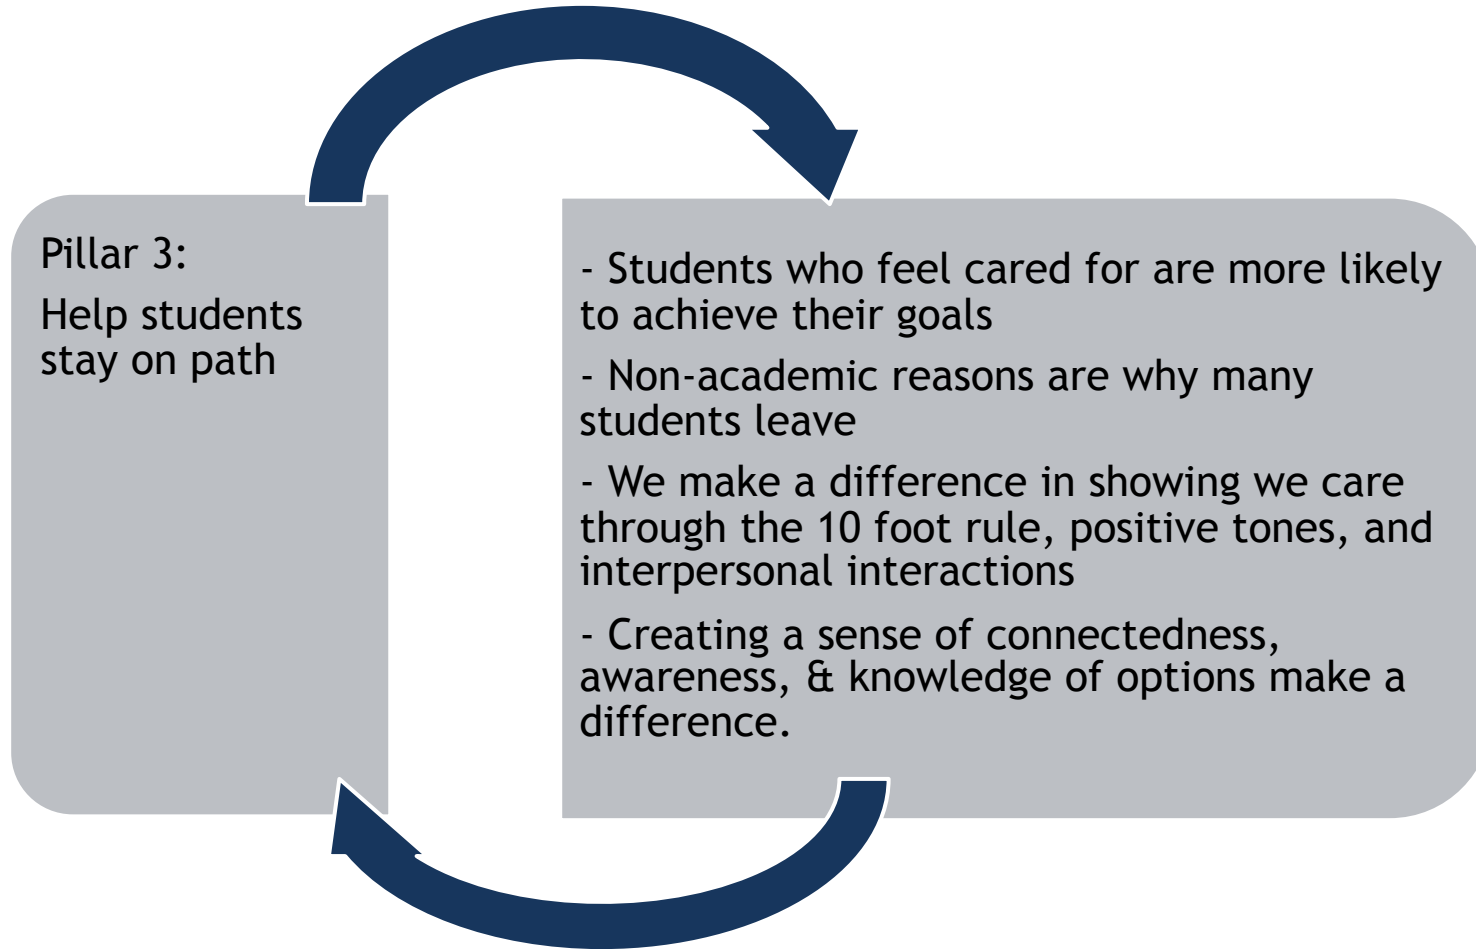 Pillar 3:
Help students
stay on path
- Students who feel cared for are more likely
to achieve their goals
- Non-academic reasons are why many
students leave
- We make a difference in showing we care
through the 10 foot rule, positive tones, and
interpersonal interactions
- Creating a sense of connectedness,
awareness, & knowledge of options make a
difference.